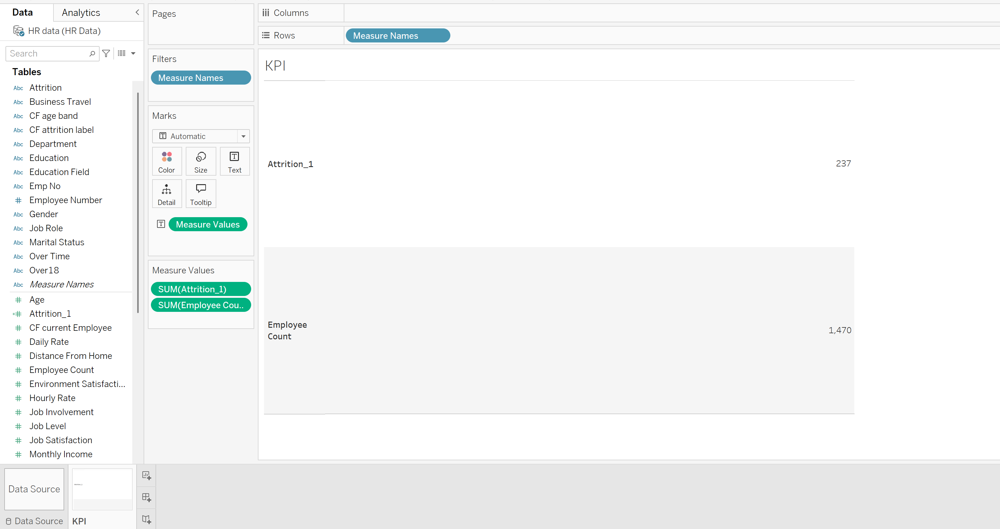 Data
Analytics
HR data (HR Data)
Search
Tables
Abc Attrition
Abc Business Travel
Abc CF age band
Abc CF attrition label
Abc Department
Abc Education
Abc Education Field
Abc Emp No
# Employee Number
Abc Gender
Abc Job Role
Abc Marital Status
Abc Over Time
Abc Over18
Abc Measure Names
# Age
=# Attrition_1
# CF current Employee
# Daily Rate
# Distance From Home
# Employee Count
# Environment Satisfacti...
# Hourly Rate
# Job Involvement
# Job Level
# Job Satisfaction
# Monthly Income
Pages
Filters
Measure Names
Marks
T Automatic
Color Size Text
Detail Tooltip
T Measure Values
Measure Values
SUM(Attrition_1)
SUM(Employee Cou..
Columns
Rows Measure Names
KPI
Attrition_1 237
Employee
Count
1,470
Data Source
Attrition_1
Data Source
KPI